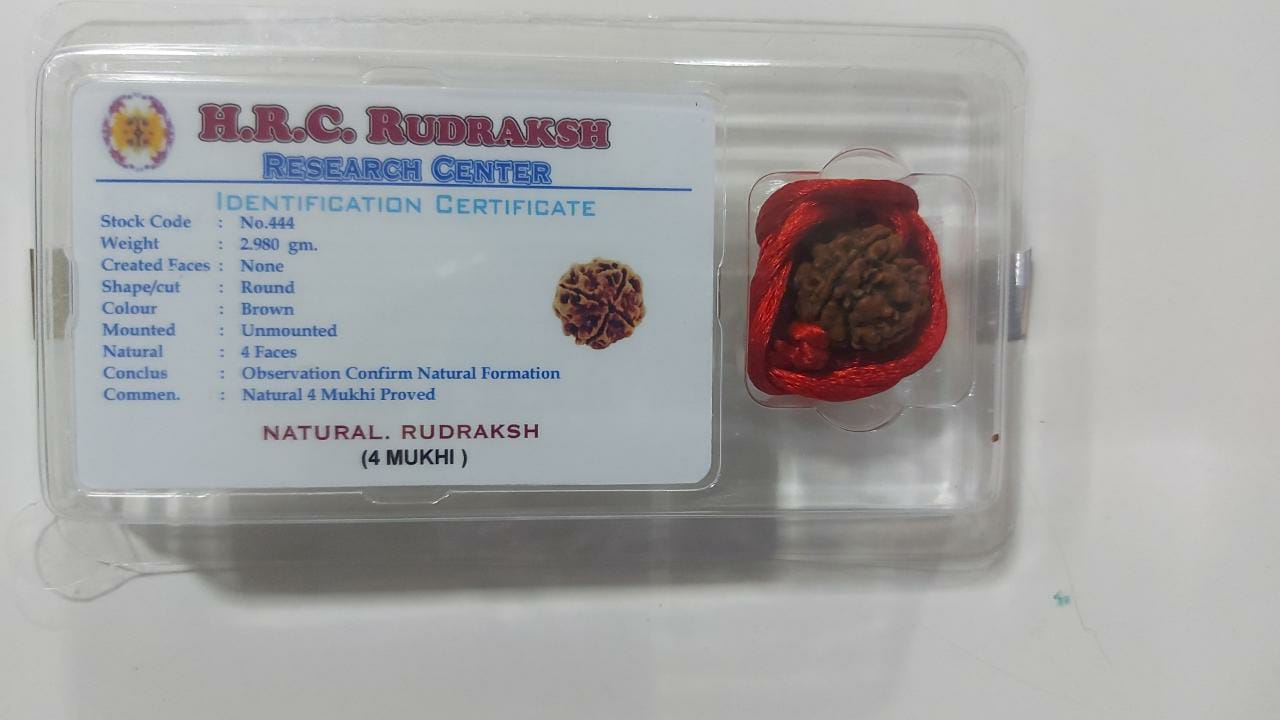 H.R.C. RUDRAKSH
RESEARCH CENTER
IDENTIFICATION CERTIFICATE
Stock Code : No.444
Weight : 2.980 gm.
Created Faces : None
Shape/cut : Round
Colour : Brown
Mounted : Unmounted
Natural : 4 Faces
Conclus : Observation Confirm Natural Formation
Commen. : Natural 4 Mukhi Proved
NATURAL. RUDRAKSH
(4 MUKHI )